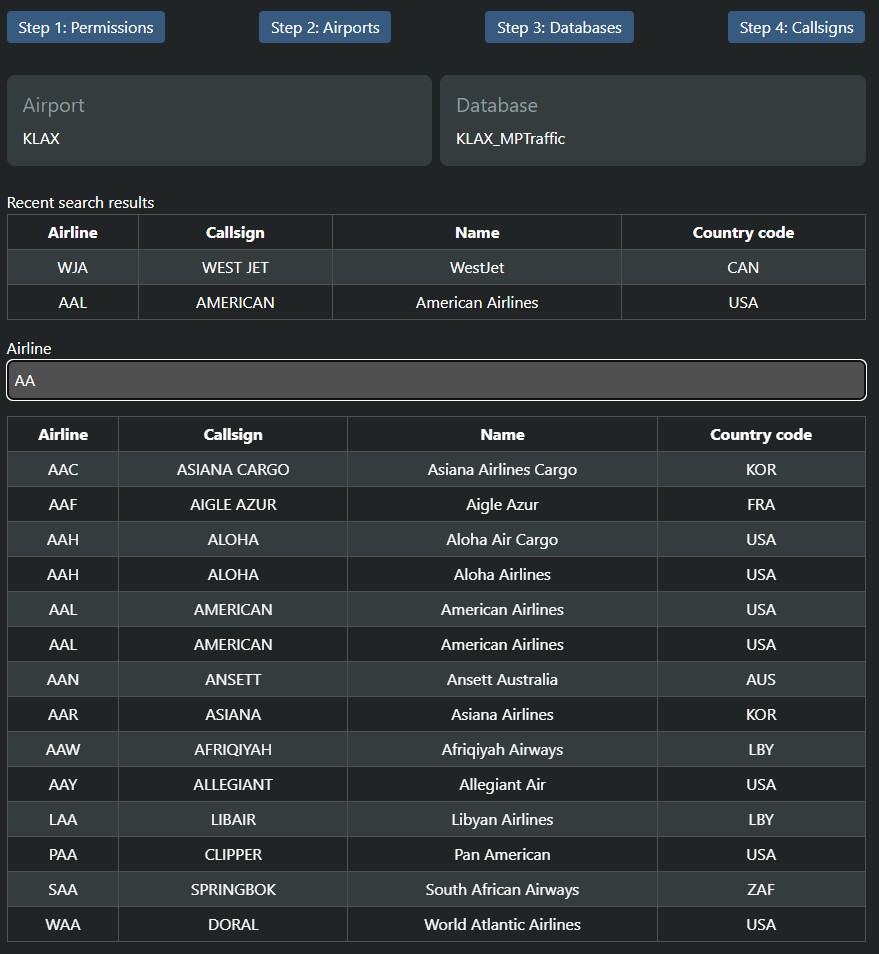 Step 1: Permissions Step 2: Airports Step 3: Databases Step 4: Callsigns
Airport
KLAX
Database
KLAX_MPTraffic
Recent search results
Airline Callsign Name Country code
WJA WEST JET WestJet CAN
AAL AMERICAN American Airlines USA
Airline
AA
Airline Callsign Name Country code
AAC ASIANA CARGO Asiana Airlines Cargo KOR
AAF AIGLE AZUR Aigle Azur FRA
AAH ALOHA Aloha Air Cargo USA
AAH ALOHA Aloha Airlines USA
AAL AMERICAN American Airlines USA
AAL AMERICAN American Airlines USA
AAN ANSETT Ansett Australia AUS
AAR ASIANA Asiana Airlines KOR
AAW AFRIQIYAH Afriqiyah Airways LBY
AAY ALLEGIANT Allegiant Air USA
LAA LIBAIR Libyan Airlines LBY
PAA CLIPPER Pan American USA
SAA SPRINGBOK South African Airways ZAF
WAA DORAL World Atlantic Airlines USA